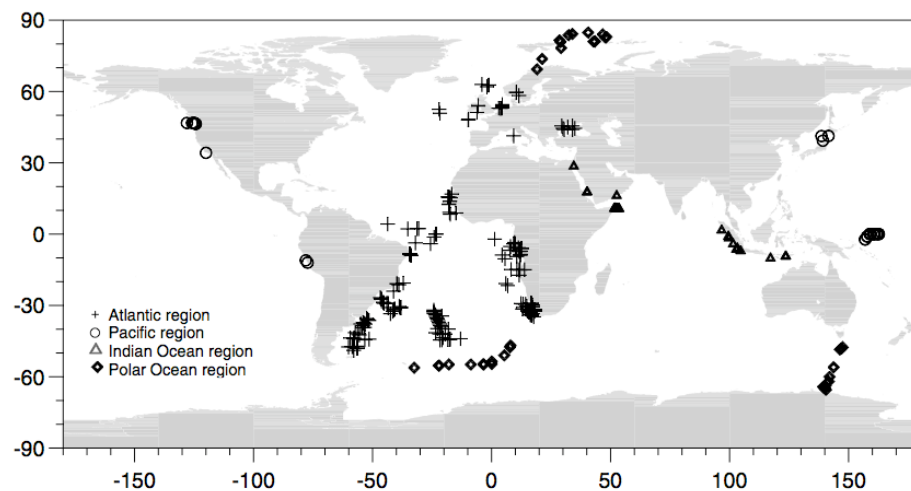 90
60
30
0
-30
-60
-90
+ Atlantic region
○ Pacific region
△ Indian Ocean region
◇ Polar Ocean region
-150 -100 -50 0 50 100 150